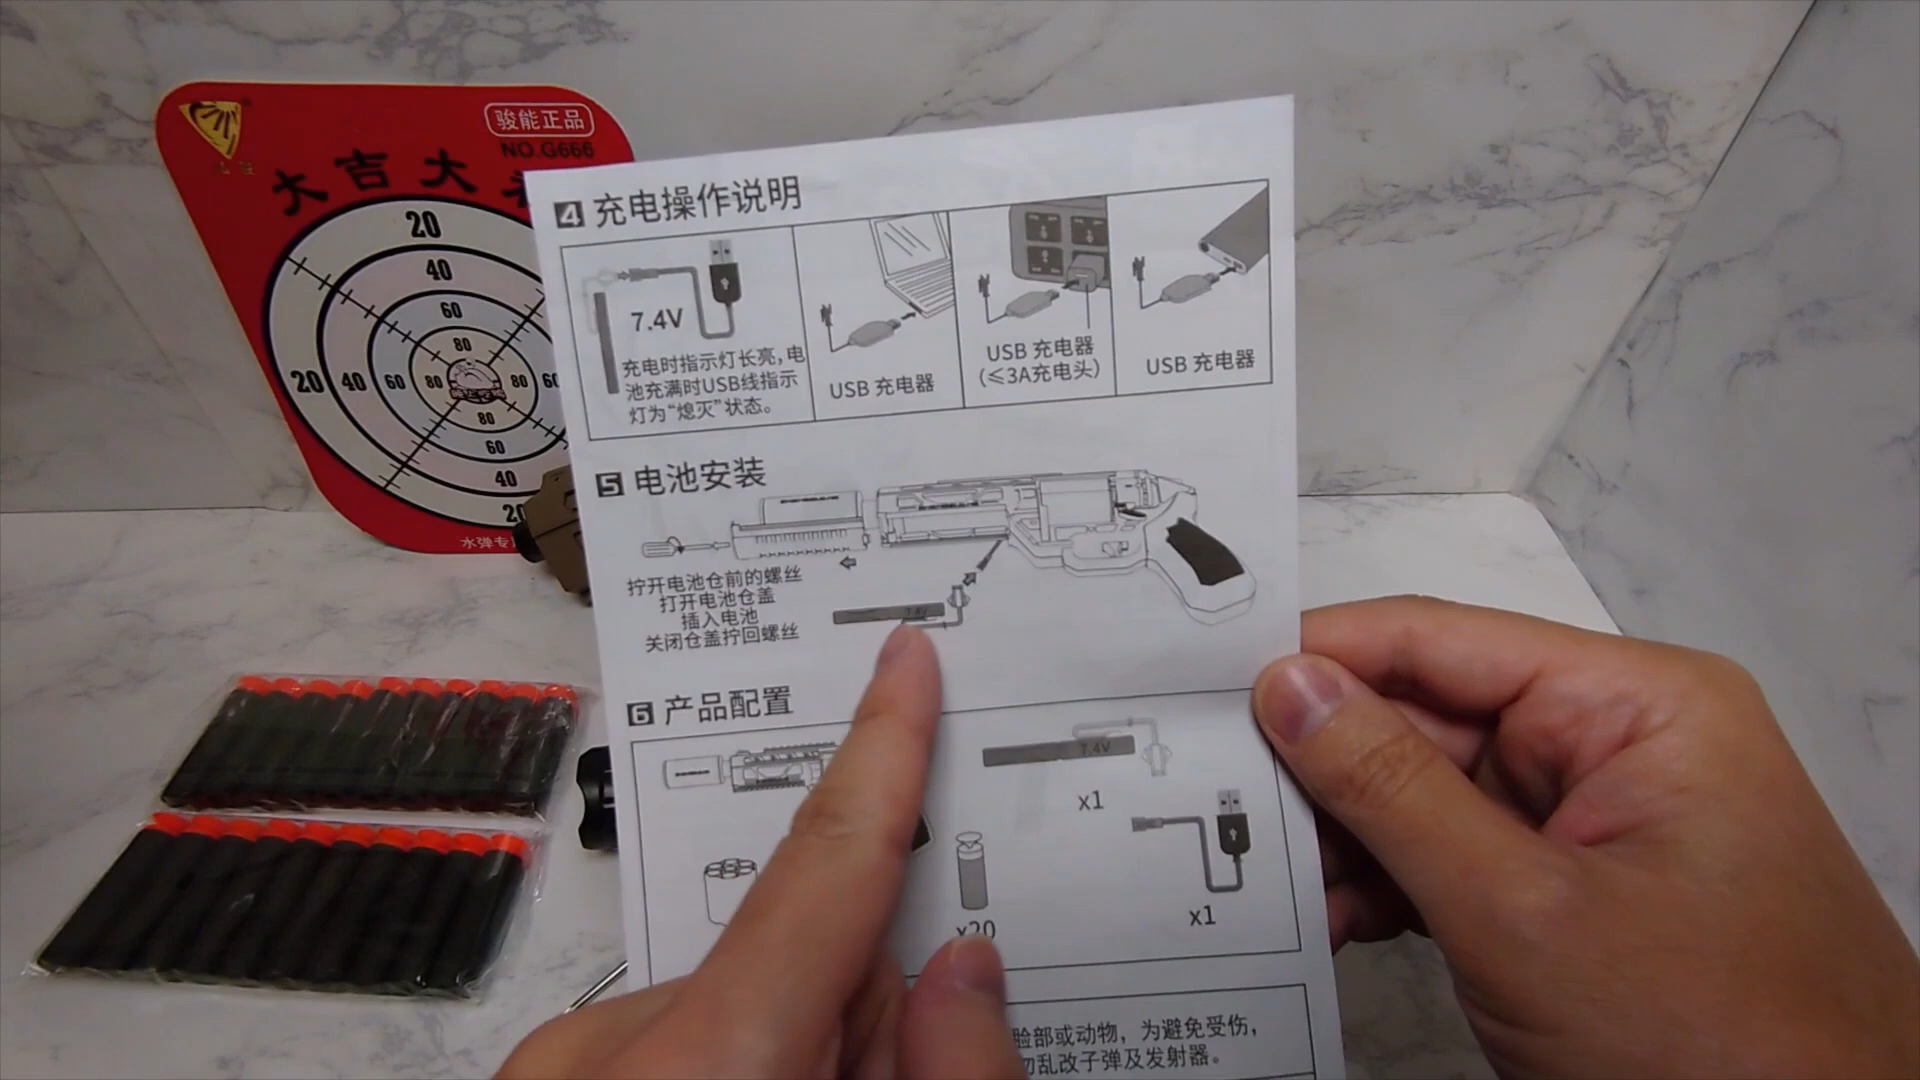 骏能正品
NO.G666
大吉大
20
40
60
80
20 40 60 80
80 60
80
60
40
20
水弹专
4 充电操作说明
7.4V
充电时指示灯长亮，电
池充满时USB线指示
灯为“熄灭”状态。
USB 充电器
USB 充电器
(≤3A充电头)
USB 充电器
5 电池安装
拧开电池仓前的螺丝
打开电池仓盖
插入电池
关闭仓盖拧回螺丝
7.4V
6 产品配置
7.4V
x1
x20
x1
脸部或动物，为避免受伤，
勿乱改子弹及发射器。